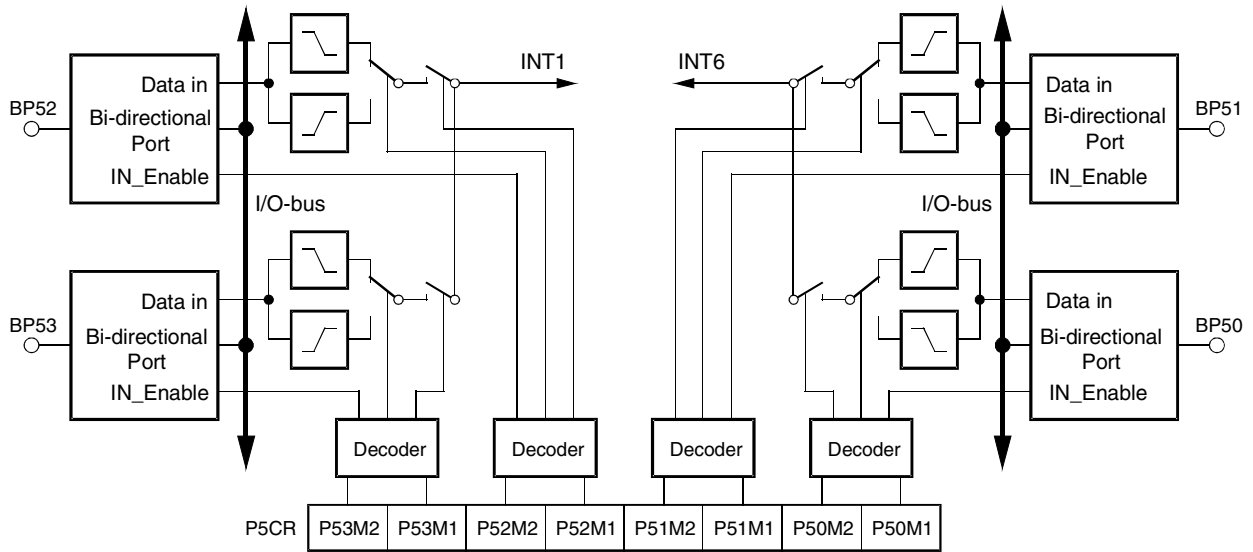 INT1
INT6
BP52
Data in
Bi-directional
Port
IN_Enable
Data in
Bi-directional
Port
IN_Enable
BP51
I/O-bus
I/O-bus
BP53
Data in
Bi-directional
Port
IN_Enable
Data in
Bi-directional
Port
IN_Enable
BP50
Decoder
Decoder
Decoder
Decoder
P5CR P53M2 P53M1 P52M2 P52M1 P51M2 P51M1 P50M2 P50M1